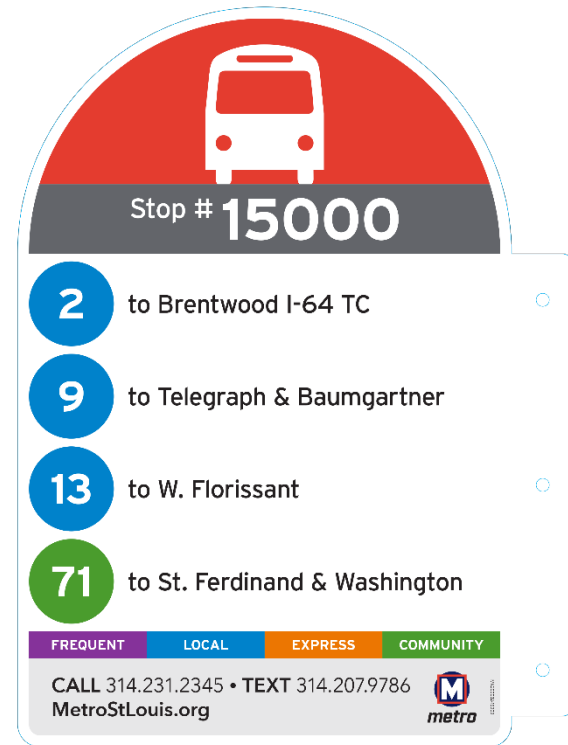 Stop # 15000
2 to Brentwood I-64 TC
9 to Telegraph & Baumgartner
13 to W. Florissant
71 to St. Ferdinand & Washington
FREQUENT LOCAL EXPRESS COMMUNITY
CALL 314.231.2345 • TEXT 314.207.9786
MetroStLouis.org
M
metro